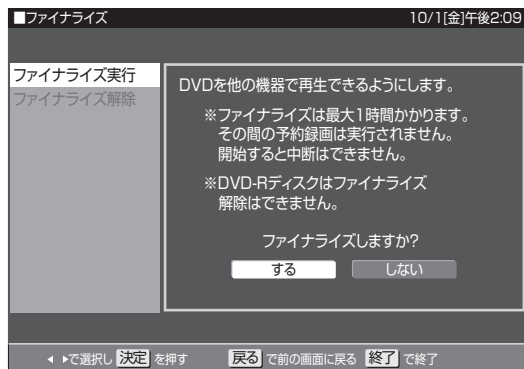 ■ファイナライズ 10/1[金]午後2:09
ファイナライズ実行
ファイナライズ解除
DVDを他の機器で再生できるようにします。
※ファイナライズは最大1時間かかります。
その間の予約録画は実行されません。
開始すると中断はできません。
※DVD-Rディスクはファイナライズ
解除はできません。
ファイナライズしますか?
する しない
◀ ▶で選択し 決定 を押す 戻る で前の画面に戻る 終了 で終了